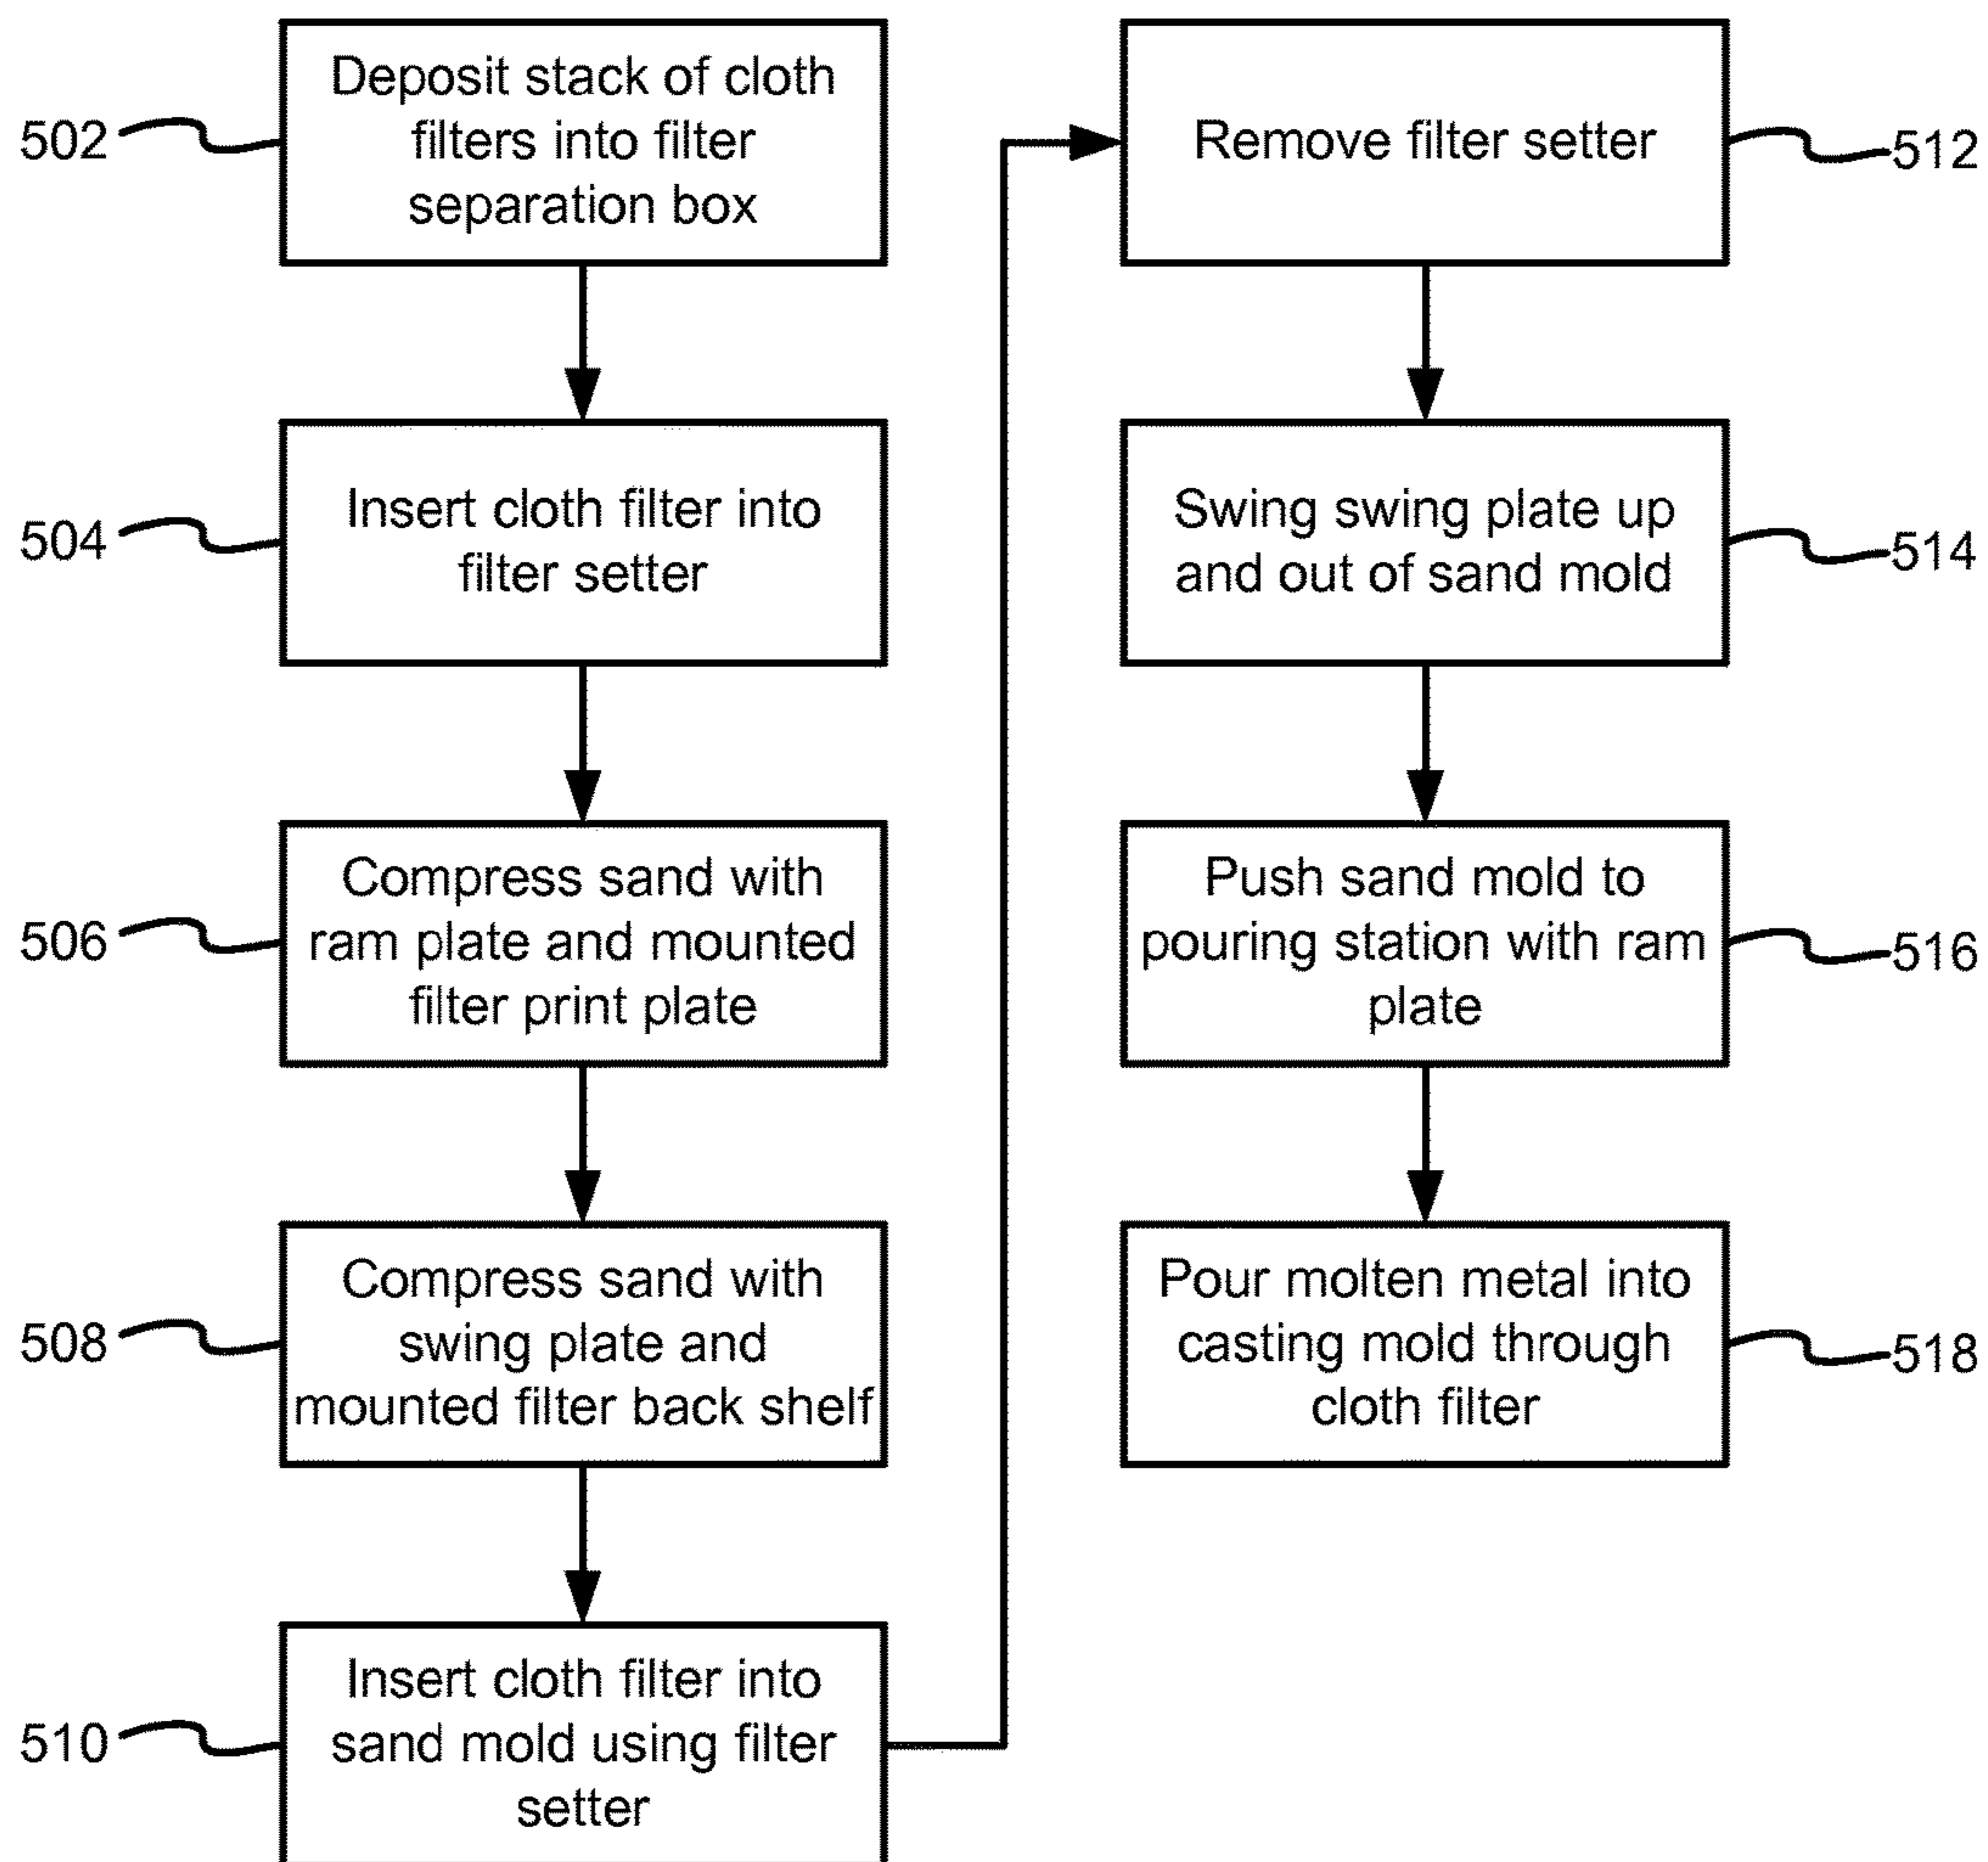 502
Deposit stack of cloth
filters into filter
separation box
504
Insert cloth filter into
filter setter
506
Compress sand with
ram plate and mounted
filter print plate
508
Compress sand with
swing plate and
mounted filter back shelf
510
Insert cloth filter into
sand mold using filter
setter
Remove filter setter
512
Swing swing plate up
and out of sand mold
514
Push sand mold to
pouring station with ram
plate
516
Pour molten metal into
casting mold through
cloth filter
518